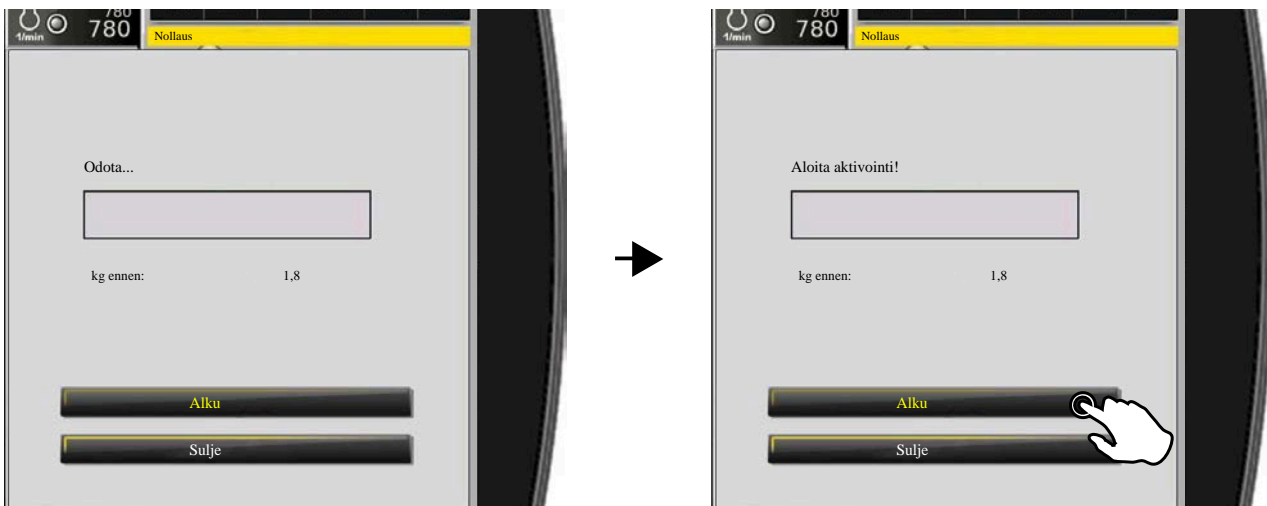 780
1/min 780
Nollaus
Odota...
kg ennen: 1,8
Alku
Sulje
780
1/min 780
Nollaus
Aloita aktivointi!
kg ennen: 1,8
Alku
Sulje